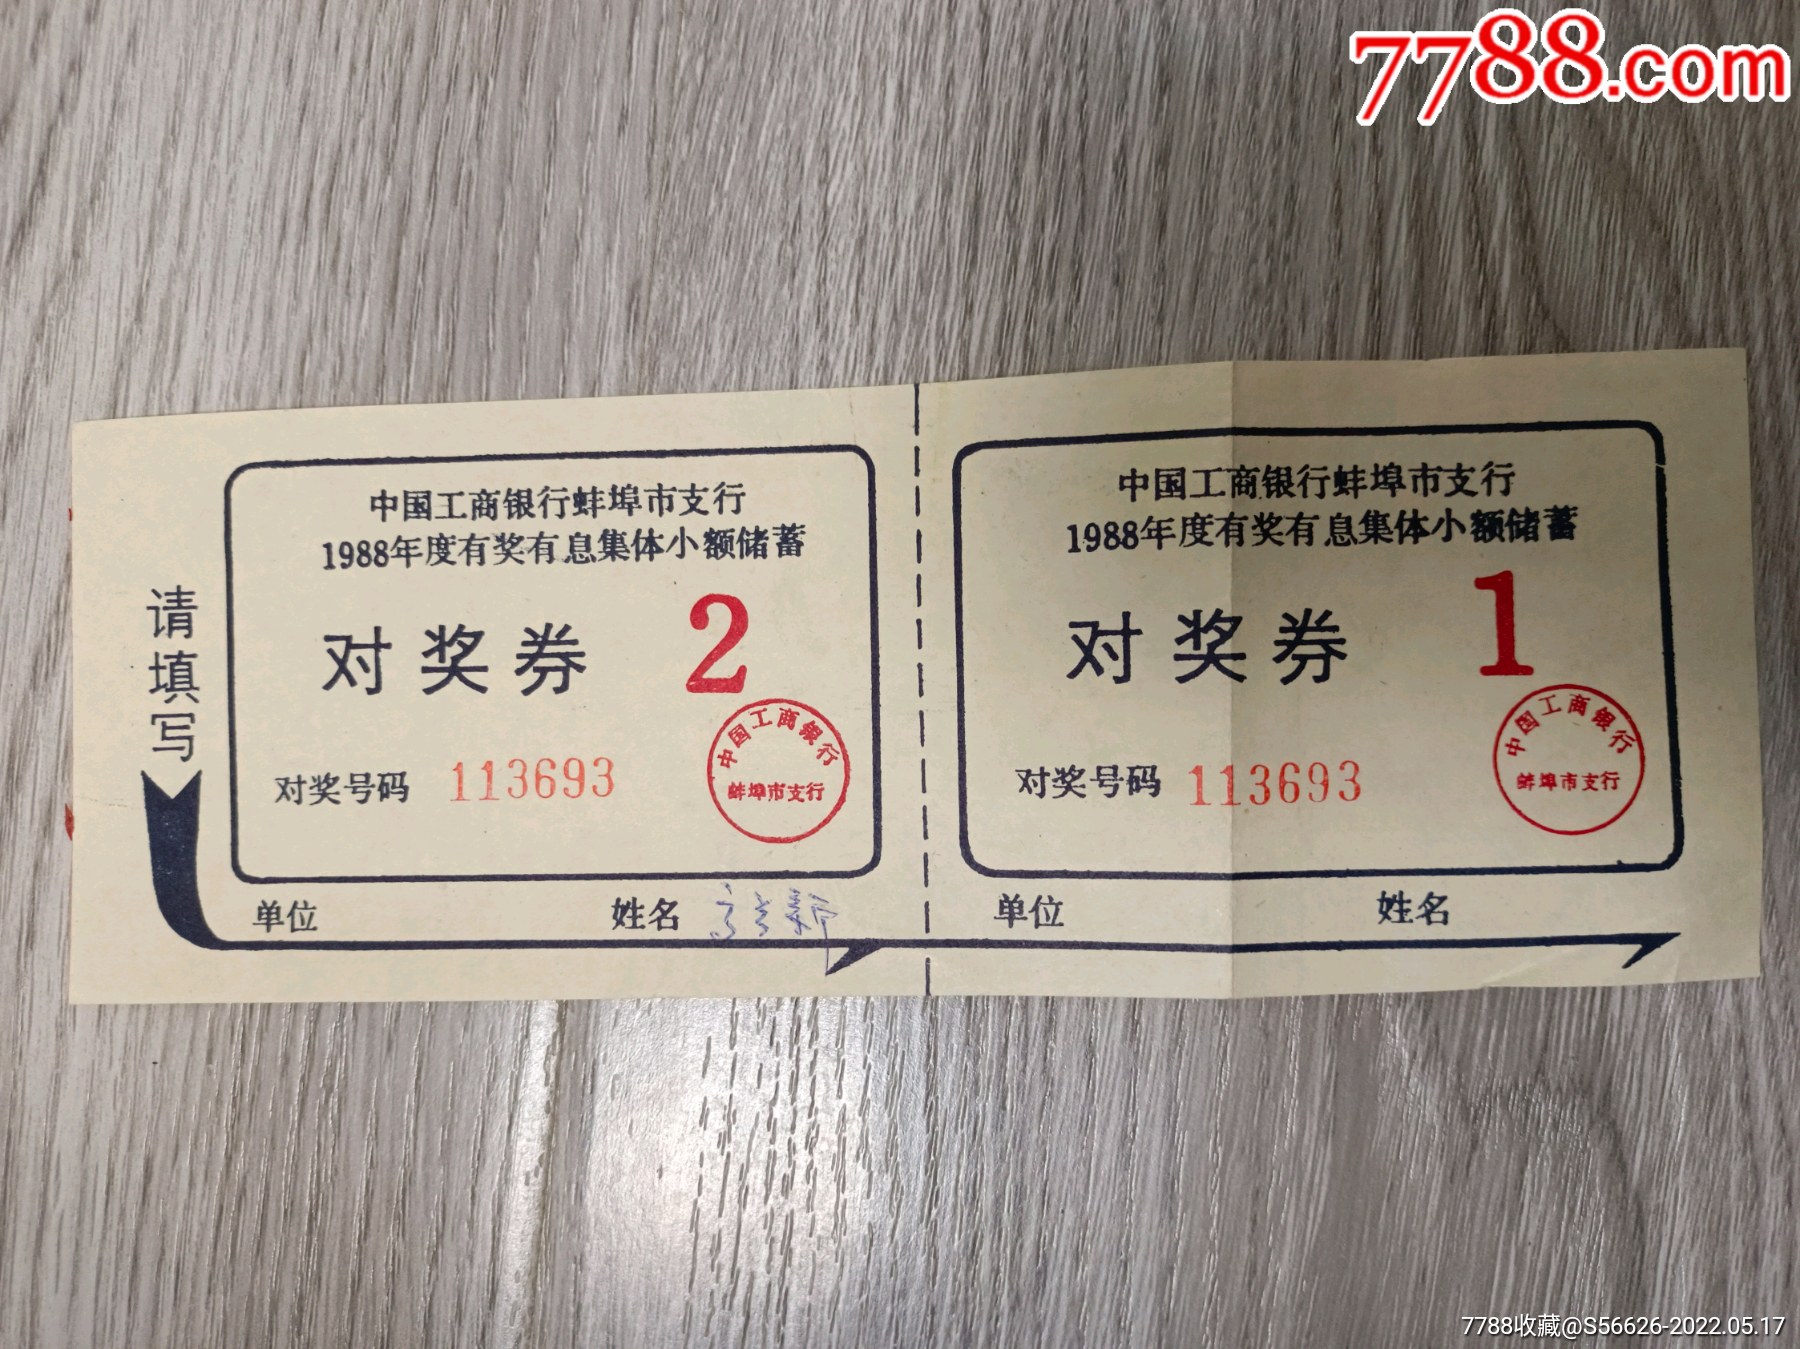 7788.com
请填写
中国工商银行蚌埠市支行
1988年度有奖有息集体小额储蓄
对奖券 2
对奖号码 113693
中国工商银行
蚌埠市支行
单位 姓名
中国工商银行蚌埠市支行
1988年度有奖有息集体小额储蓄
对奖券 1
对奖号码 113693
中国工商银行
蚌埠市支行
单位 姓名
7788收藏@S56626-2022.05.17